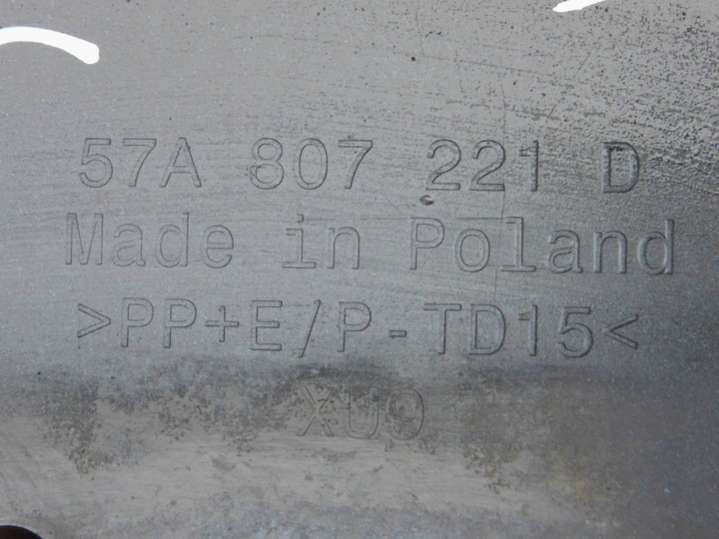 57A 807 221 D
Made in Poland
>PP+E/P-TD15<
XU9